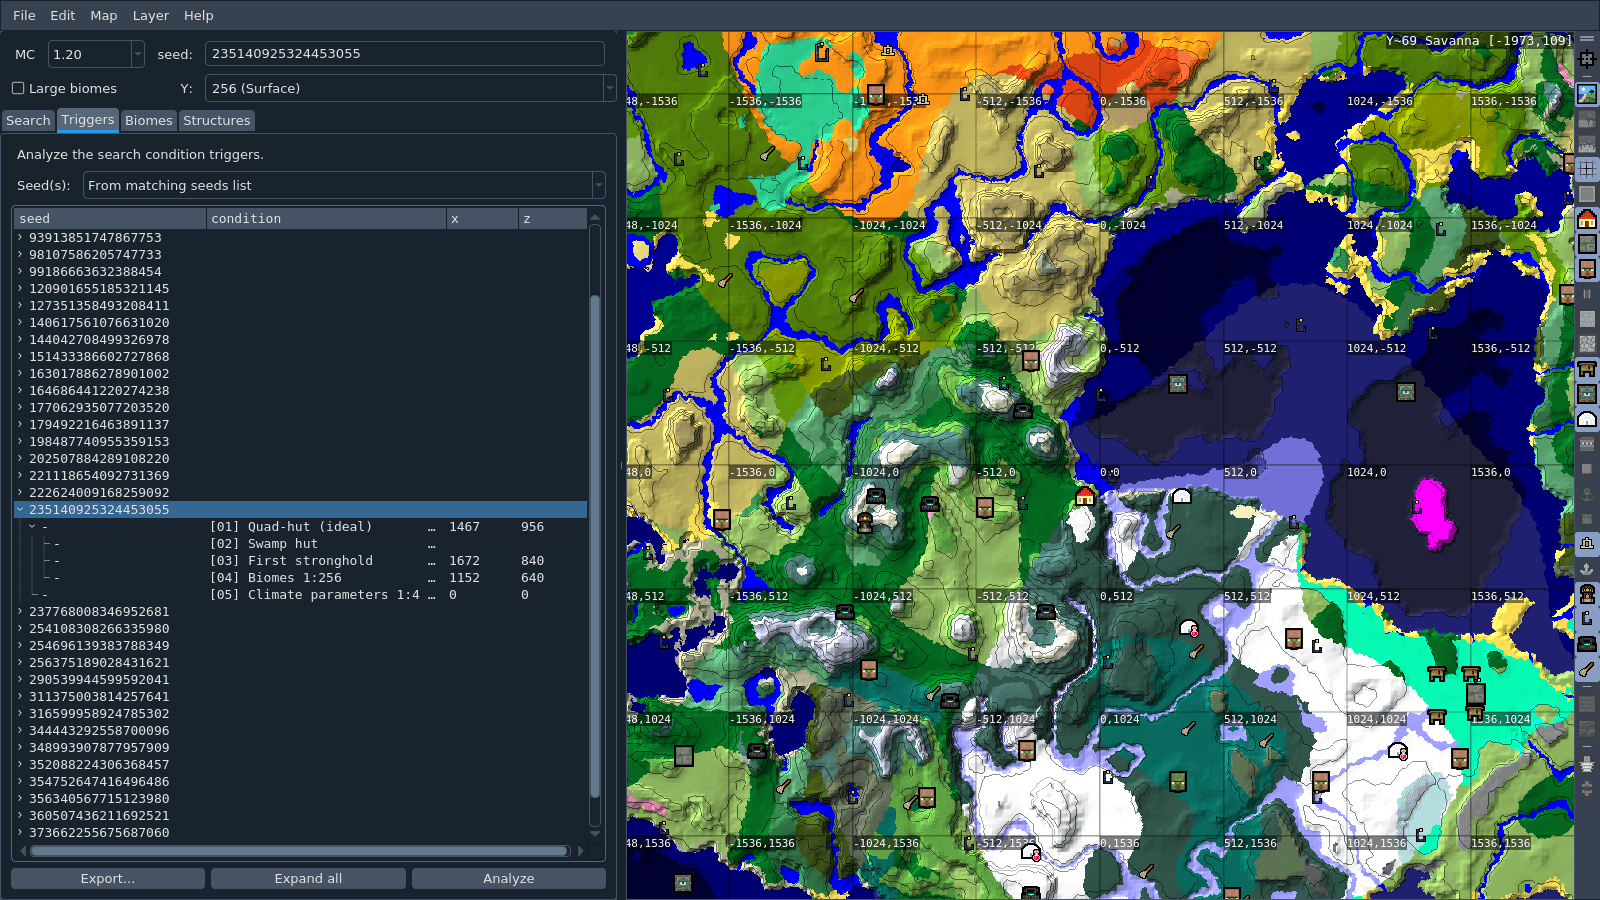 File Edit Map Layer Help
MC 1.20 seed: 235140925324453055
Large biomes Y: 256 (Surface)
Search Triggers Biomes Structures
Analyze the search condition triggers.
Seed(s): From matching seeds list
seed condition x z
93913851747867753
98107586205747733
99186663632388454
120901655185321145
127351358493208411
140617561076631020
144042708499326978
151433386602727868
163017886278901002
164686441220274238
177062935077203520
179492216463891137
198487740955359153
202507884289108220
221118654092731369
222624009168259092
235140925324453055
- [01] Quad-hut (ideal) … 1467 956
- [02] Swamp hut …
- [03] First stronghold … 1672 840
- [04] Biomes 1:256 … 1152 640
- [05] Climate parameters 1:4 … 0 0
237768008346952681
254108308266335980
254696139383788349
256375189028431621
290539944599592041
311375003814257641
316599958924785302
344443292558700096
348993907877957909
352088224306368457
354752647416496486
356340567715123980
360507436211692521
373662255675687060
Export... Expand all Analyze
Y~69 Savanna [-1973,109]
48,-1536 -1536,-1536 -512,-1536 0,-1536 512,-1536 1024,-1536 1536,-1536
48,-1024 -1536,-1024 -1024,-1024 -512,-1024 0,-1024 512,-1024 1024,-1024 1536,-1024
48,-512 -1536,-512 -1024,-512 -512,-512 0,-512 512,-512 1024,-512 1536,-512
48,0 -1536,0 -1024,0 -512,0 0,0 512,0 1024,0 1536,0
48,512 -1536,512 -1024,512 -512,512 0,512 512,512 1024,512 1536,512
48,1024 -1536,1024 -1024,1024 -512,1024 0,1024 512,1024 1024,1024 1536,1024
48,1536 -1536,1536 -1024,1536 -512,1536 0,1536 512,1536 1024,1536 1536,1536